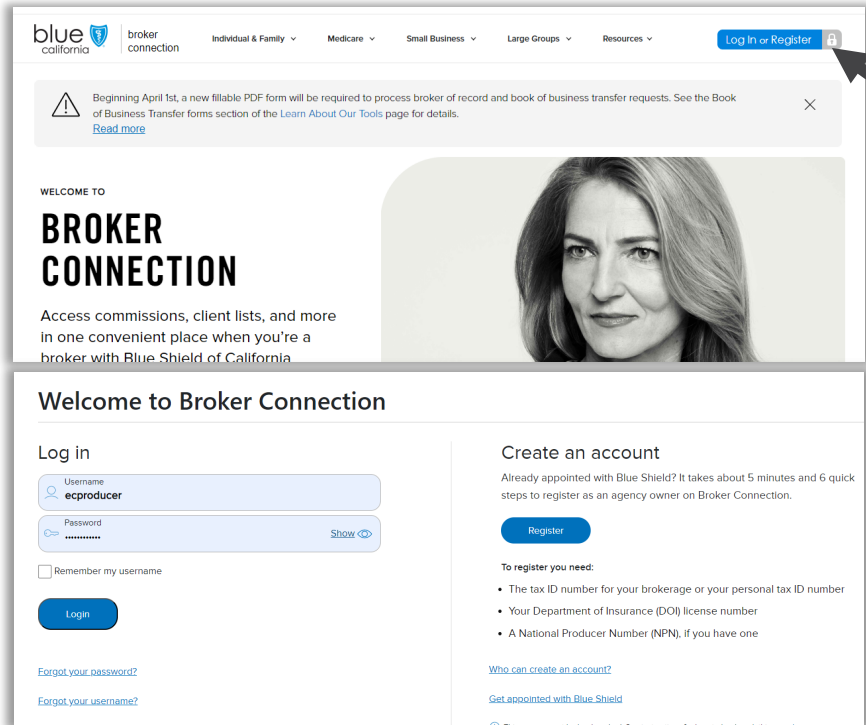 blue
california
broker
connection
Individual & Family
Medicare
Small Business
Large Groups
Resources
Log In or Register
Beginning April 1st, a new fillable PDF form will be required to process broker of record and book of business transfer requests. See the Book
of Business Transfer forms section of the Learn About Our Tools page for details.
Read more
WELCOME TO
BROKER
CONNECTION
Access commissions, client lists, and more
in one convenient place when you're a
broker with Blue Shield of California
Welcome to Broker Connection
Log in
Username
ecproducer
Password
••••••••••••
Show
Remember my username
Login
Forgot your password?
Forgot your username?
Create an account
Already appointed with Blue Shield? It takes about 5 minutes and 6 quick
steps to register as an agency owner on Broker Connection.
Register
To register you need:
• The tax ID number for your brokerage or your personal tax ID number
• Your Department of Insurance (DOI) license number
• A National Producer Number (NPN), if you have one
Who can create an account?
Get appointed with Blue Shield